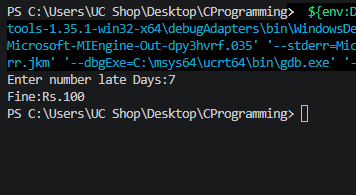 PS C:\Users\UC Shop\Desktop\CProgramming>  ${env:D
tools-1.35.1-win32-x64\debugAdapters\bin\WindowsDe
Microsoft-MIEngine-Out-dpy3hvrf.035' '--stderr=Mic
rr.jkm' '--dbgExe=C:\msys64\ucrt64\bin\gdb.exe' '-
Enter number late Days:7
Fine:Rs.100
PS C:\Users\UC Shop\Desktop\CProgramming>